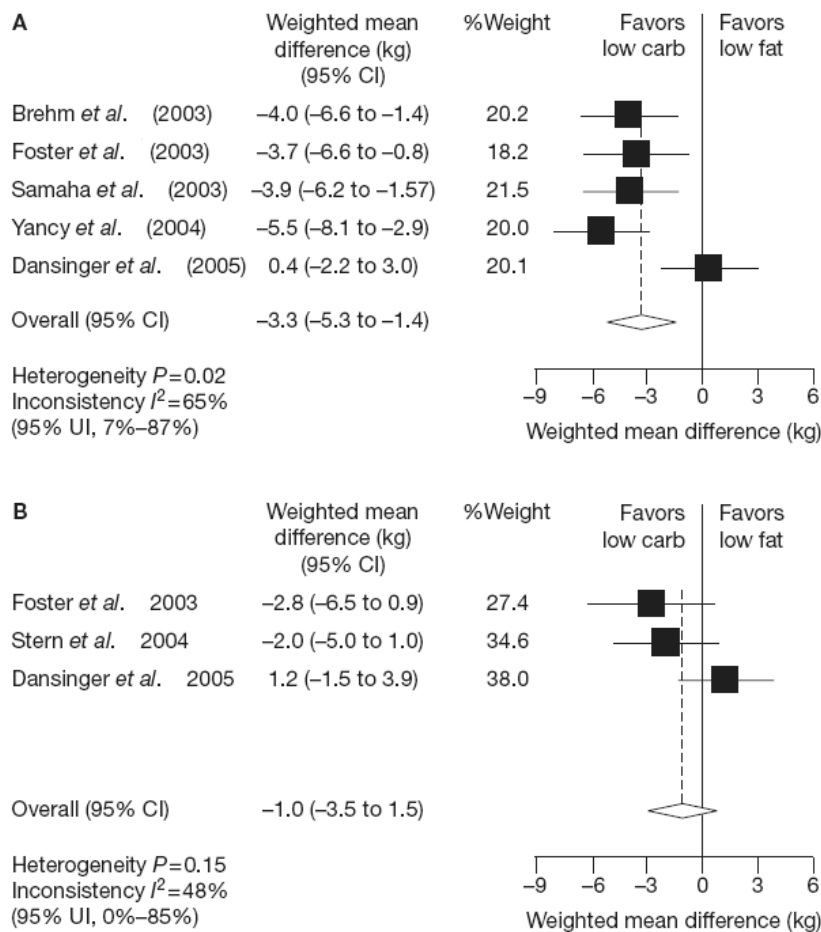 A Weighted mean %Weight Favors Favors
difference (kg) low carb low fat
(95% CI)
Brehm et al. (2003) –4.0 (–6.6 to –1.4) 20.2
Foster et al. (2003) –3.7 (–6.6 to –0.8) 18.2
Samaha et al. (2003) –3.9 (–6.2 to –1.57) 21.5
Yancy et al. (2004) –5.5 (–8.1 to –2.9) 20.0
Dansinger et al. (2005) 0.4 (–2.2 to 3.0) 20.1
Overall (95% CI) –3.3 (–5.3 to –1.4)
Heterogeneity P=0.02
Inconsistency I²=65%
(95% UI, 7%–87%)
–9 –6 –3 0 3 6
Weighted mean difference (kg)
B Weighted mean %Weight Favors Favors
difference (kg) low carb low fat
(95% CI)
Foster et al. 2003 –2.8 (–6.5 to 0.9) 27.4
Stern et al. 2004 –2.0 (–5.0 to 1.0) 34.6
Dansinger et al. 2005 1.2 (–1.5 to 3.9) 38.0
Overall (95% CI) –1.0 (–3.5 to 1.5)
Heterogeneity P=0.15
Inconsistency I²=48%
(95% UI, 0%–85%)
–9 –6 –3 0 3 6
Weighted mean difference (kg)